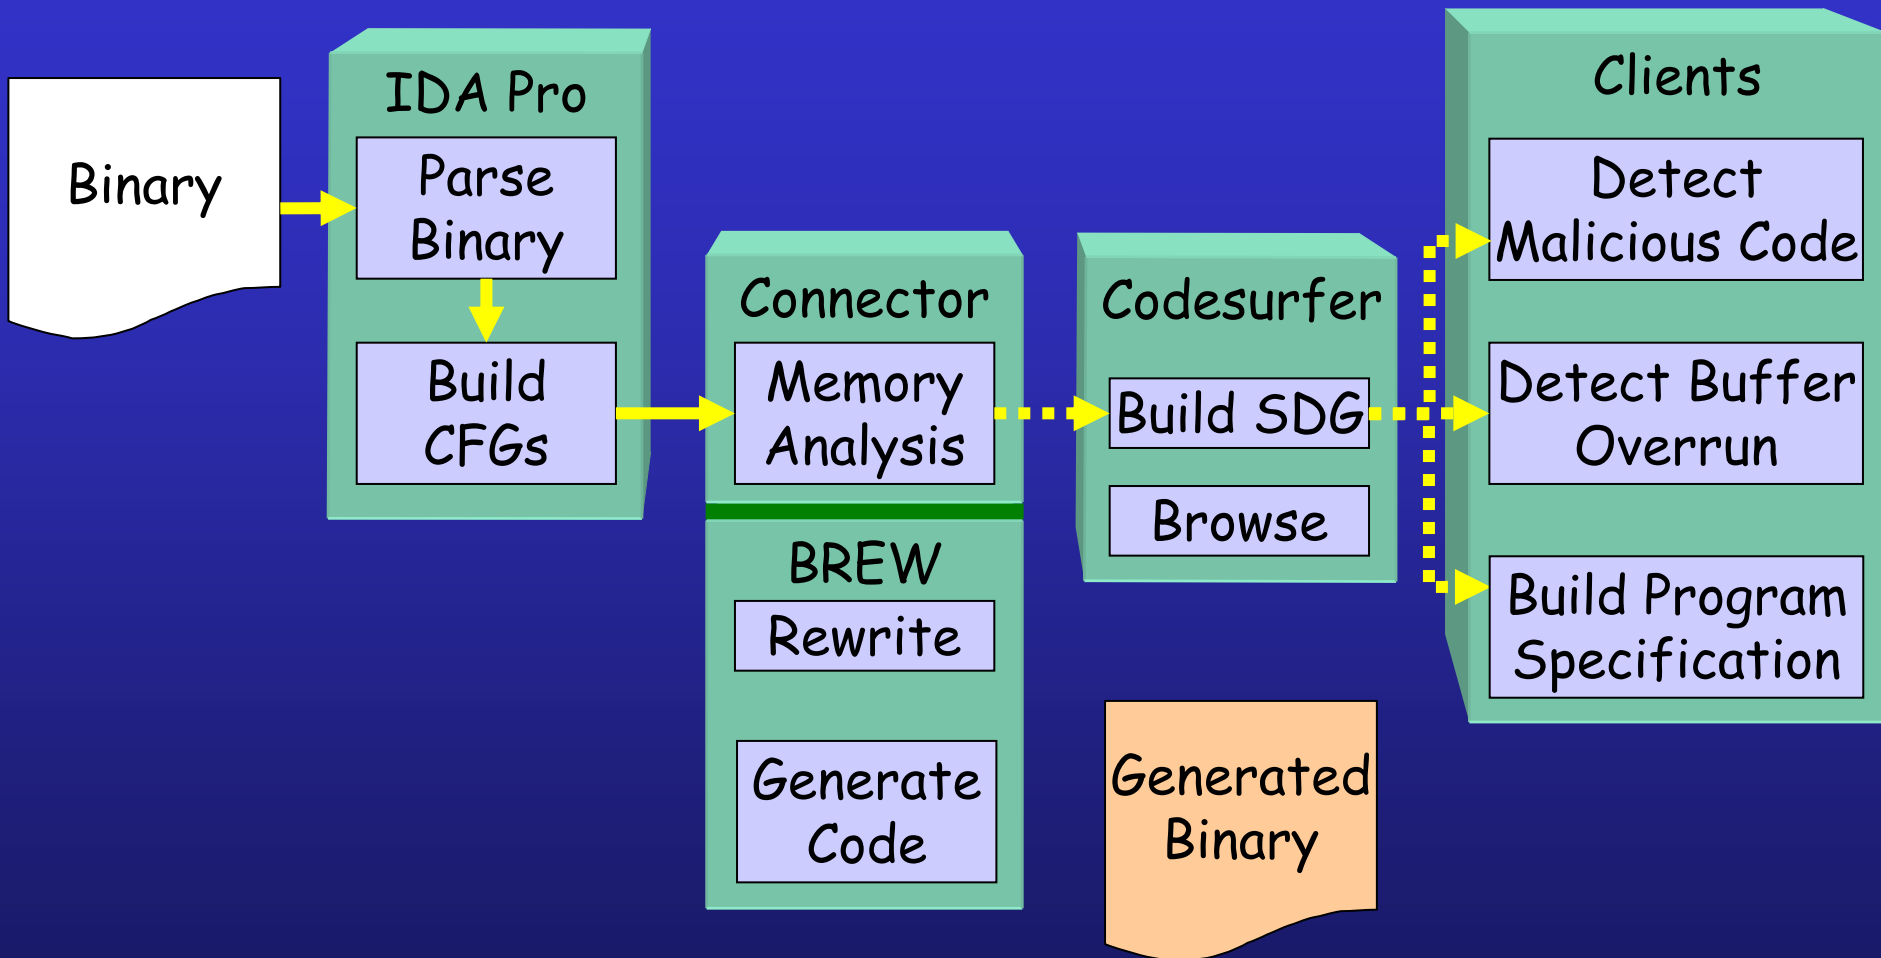 Binary
IDA Pro
Parse
Binary
Build
CFGs
Connector
Memory
Analysis
BREW
Rewrite
Generate
Code
Codesurfer
Build SDG
Browse
Generated
Binary
Clients
Detect
Malicious Code
Detect Buffer
Overrun
Build Program
Specification